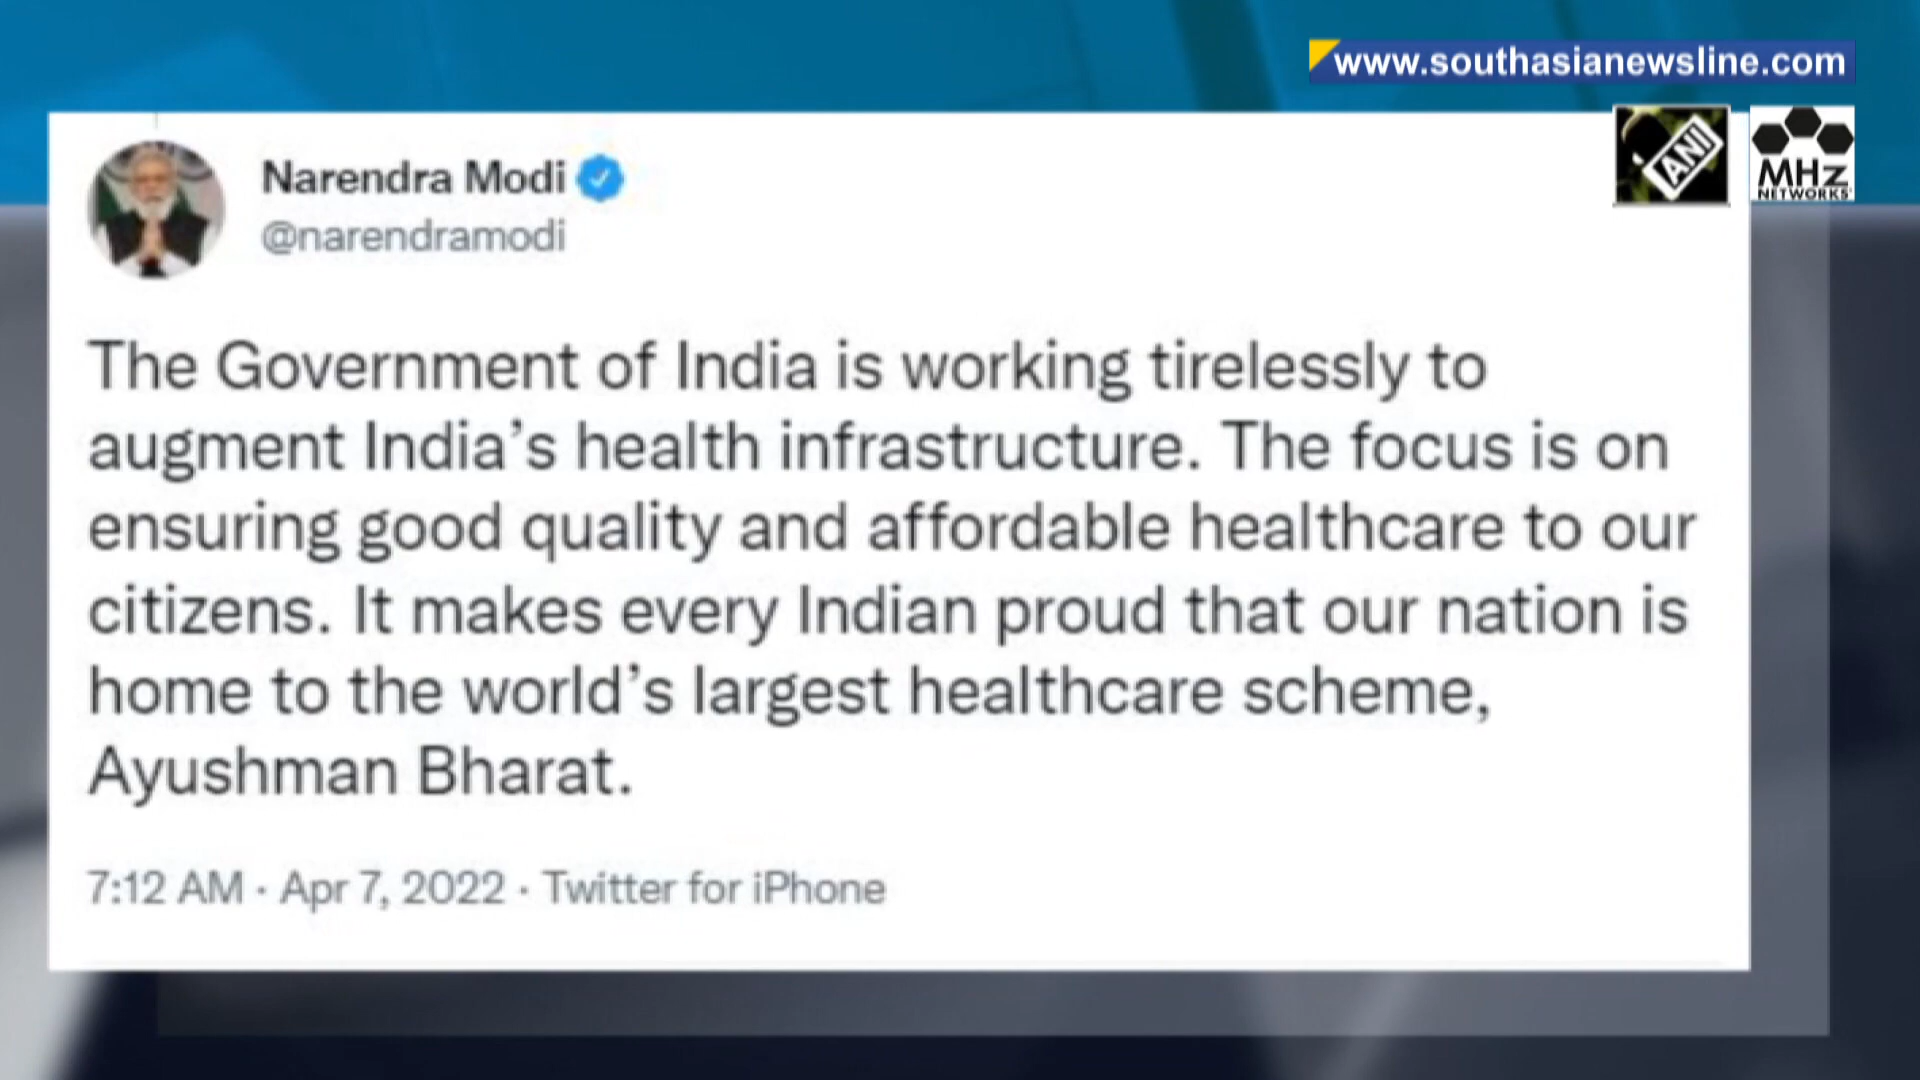 www.southasianewsline.com
ANI
MHz
NETWORKS
Narendra Modi
@narendramodi
The Government of India is working tirelessly to
augment India’s health infrastructure. The focus is on
ensuring good quality and affordable healthcare to our
citizens. It makes every Indian proud that our nation is
home to the world’s largest healthcare scheme,
Ayushman Bharat.
7:12 AM · Apr 7, 2022 · Twitter for iPhone